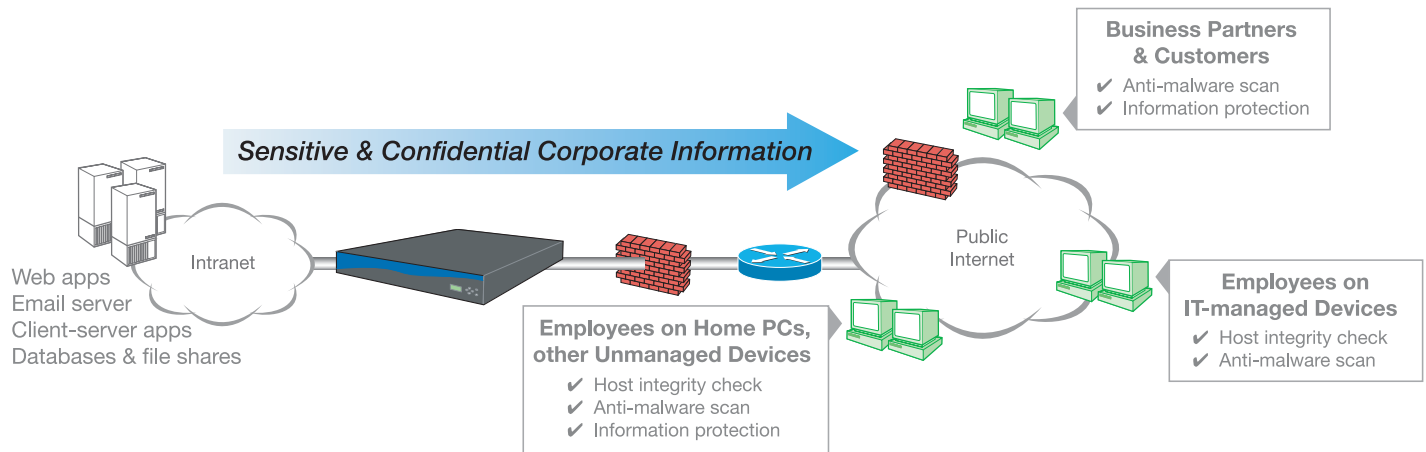 Business Partners
& Customers
✔ Anti-malware scan
✔ Information protection
Sensitive & Confidential Corporate Information
Intranet
Public
Internet
Web apps
Email server
Client-server apps
Databases & file shares
Employees on
IT-managed Devices
✔ Host integrity check
✔ Anti-malware scan
Employees on Home PCs,
other Unmanaged Devices
✔ Host integrity check
✔ Anti-malware scan
✔ Information protection